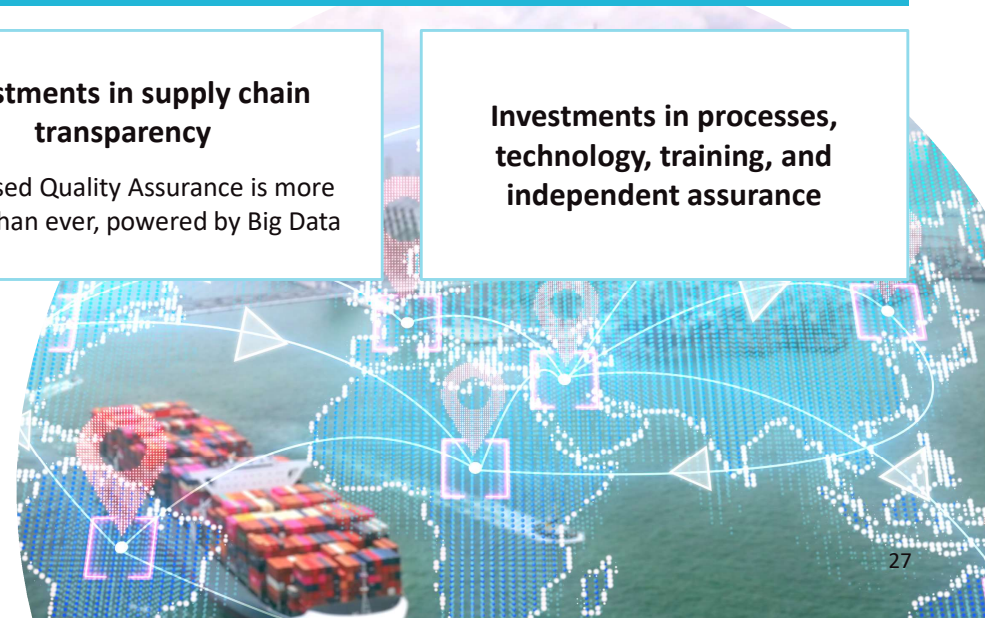 stments in supply chain
transparency
sed Quality Assurance is more
han ever, powered by Big Data
Investments in processes,
technology, training, and
independent assurance
27